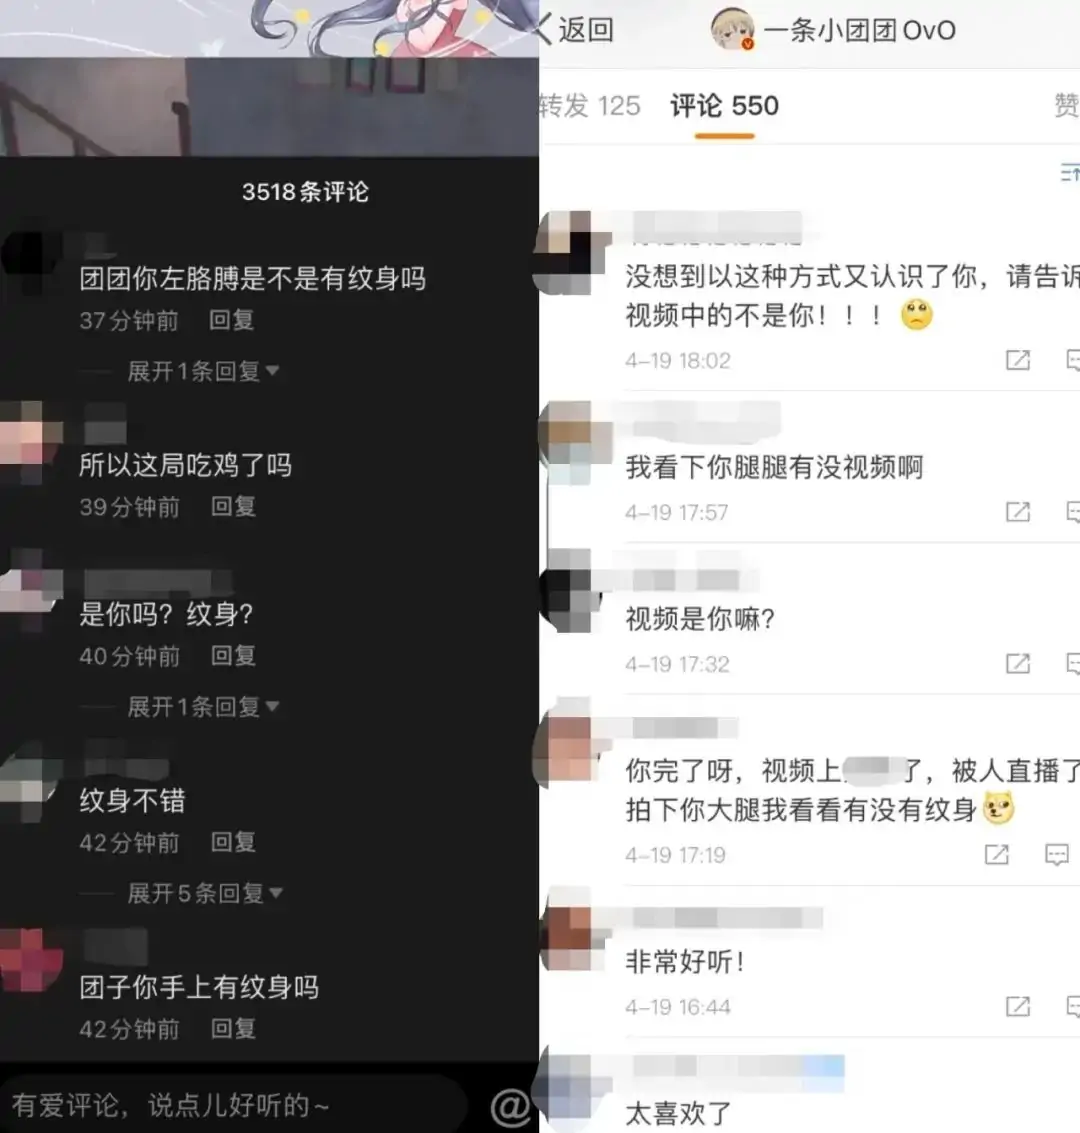 3518条评论
团团你左胳膊是不是有纹身吗
37分钟前 回复
展开1条回复
所以这局吃鸡了吗
39分钟前 回复
是你吗？纹身？
40分钟前 回复
展开1条回复
纹身不错
42分钟前 回复
展开5条回复
团子你手上有纹身吗
42分钟前 回复
有爱评论，说点儿好听的~ @
返回 一条小团团OvO
转发 125 评论 550 赞
没想到以这种方式又认识了你，请告诉
视频中的不是你！！！
4-19 18:02
我看下你腿腿有没视频啊
4-19 17:57
视频是你嘛？
4-19 17:32
你完了呀，视频上 了，被人直播了
拍下你大腿我看看有没有纹身
4-19 17:19
非常好听！
4-19 16:44
太喜欢了